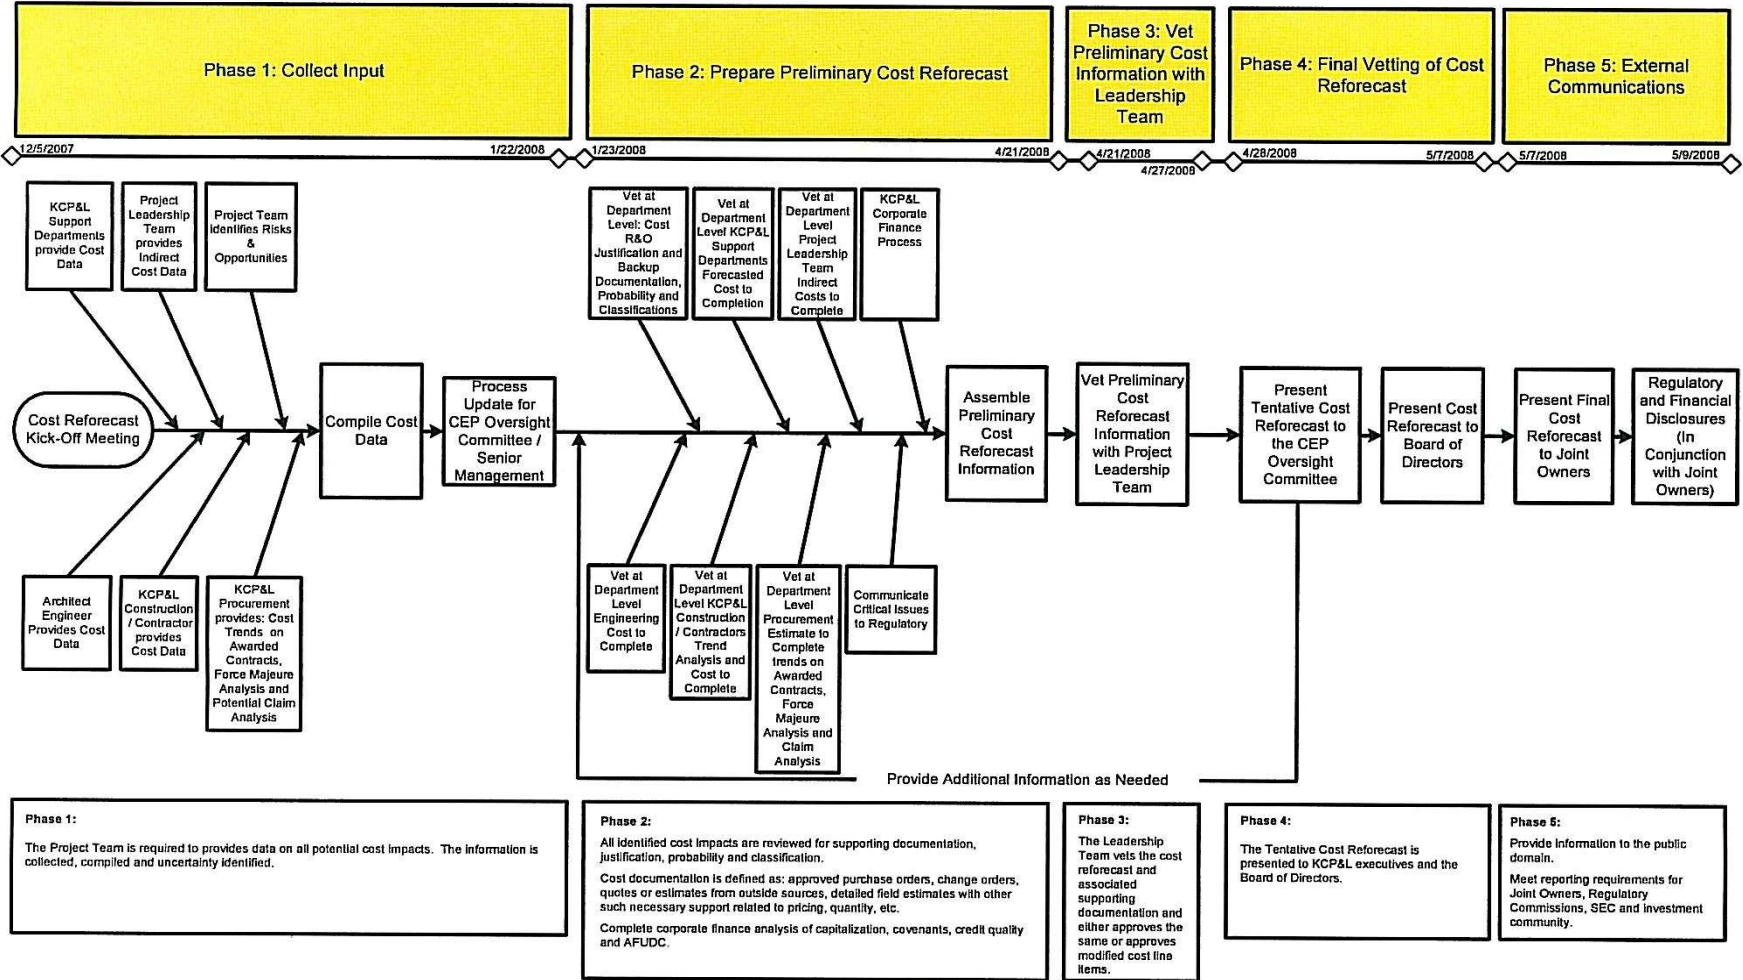 Phase 1: Collect Input
Phase 2: Prepare Preliminary Cost Reforecast
Phase 3: Vet
Preliminary Cost
Information with
Leadership
Team
Phase 4: Final Vetting of Cost
Reforecast
Phase 5: External
Communications
12/5/2007
1/22/2008
1/23/2008
4/21/2008
4/21/2008
4/27/2008
4/28/2008
5/7/2008
5/7/2008
5/9/2008
KCP&L
Support
Departments
provide Cost
Data
Project
Leadership
Team
provides
Indirect
Cost Data
Project Team
identifies Risks
&
Opportunities
Vet at
Department
Level: Cost
R&O
Justification and
Backup
Documentation,
Probability and
Classifications
Vet at
Department
Level KCP&L
Support
Departments
Forecasted
Cost to
Completion
Vet at
Department
Level
Project
Leadership
Team
Indirect
Costs to
Complete
KCP&L
Corporate
Finance
Process
Cost Reforecast
Kick-Off Meeting
Compile Cost
Data
Process
Update for
CEP Oversight
Committee /
Senior
Management
Assemble
Preliminary
Cost
Reforecast
Information
Vet Preliminary
Cost
Reforecast
Information
with Project
Leadership
Team
Present
Tentative Cost
Reforecast to
the CEP
Oversight
Committee
Present Cost
Reforecast to
Board of
Directors
Present Final
Cost
Reforecast
to Joint
Owners
Regulatory
and Financial
Disclosures
(In
Conjunction
with Joint
Owners)
Architect
Engineer
Provides Cost
Data
KCP&L
Construction
/ Contractor
provides
Cost Data
KCP&L
Procurement
provides: Cost
Trends on
Awarded
Contracts,
Force Majeure
Analysis and
Potential Claim
Analysis
Vet at
Department
Level
Engineering
Cost to
Complete
Vet at
Department
Level KCP&L
Construction
/ Contractors
Trend
Analysis and
Cost to
Complete
Vet at
Department
Level
Procurement
Estimate to
Complete
trends on
Awarded
Contracts,
Force
Majeure
Analysis and
Claim
Analysis
Communicate
Critical Issues
to Regulatory
Provide Additional Information as Needed
Phase 1:
The Project Team is required to provides data on all potential cost impacts. The information is
collected, compiled and uncertainty identified.
Phase 2:
All identified cost impacts are reviewed for supporting documentation,
justification, probability and classification.
Cost documentation is defined as: approved purchase orders, change orders,
quotes or estimates from outside sources, detailed field estimates with other
such necessary support related to pricing, quantity, etc.
Complete corporate finance analysis of capitalization, covenants, credit quality
and AFUDC.
Phase 3:
The Leadership
Team vets the cost
reforecast and
associated
supporting
documentation and
either approves the
same or approves
modified cost line
items.
Phase 4:
The Tentative Cost Reforecast is
presented to KCP&L executives and the
Board of Directors.
Phase 5:
Provide information to the public
domain.
Meet reporting requirements for
Joint Owners, Regulatory
Commissions, SEC and investment
community.